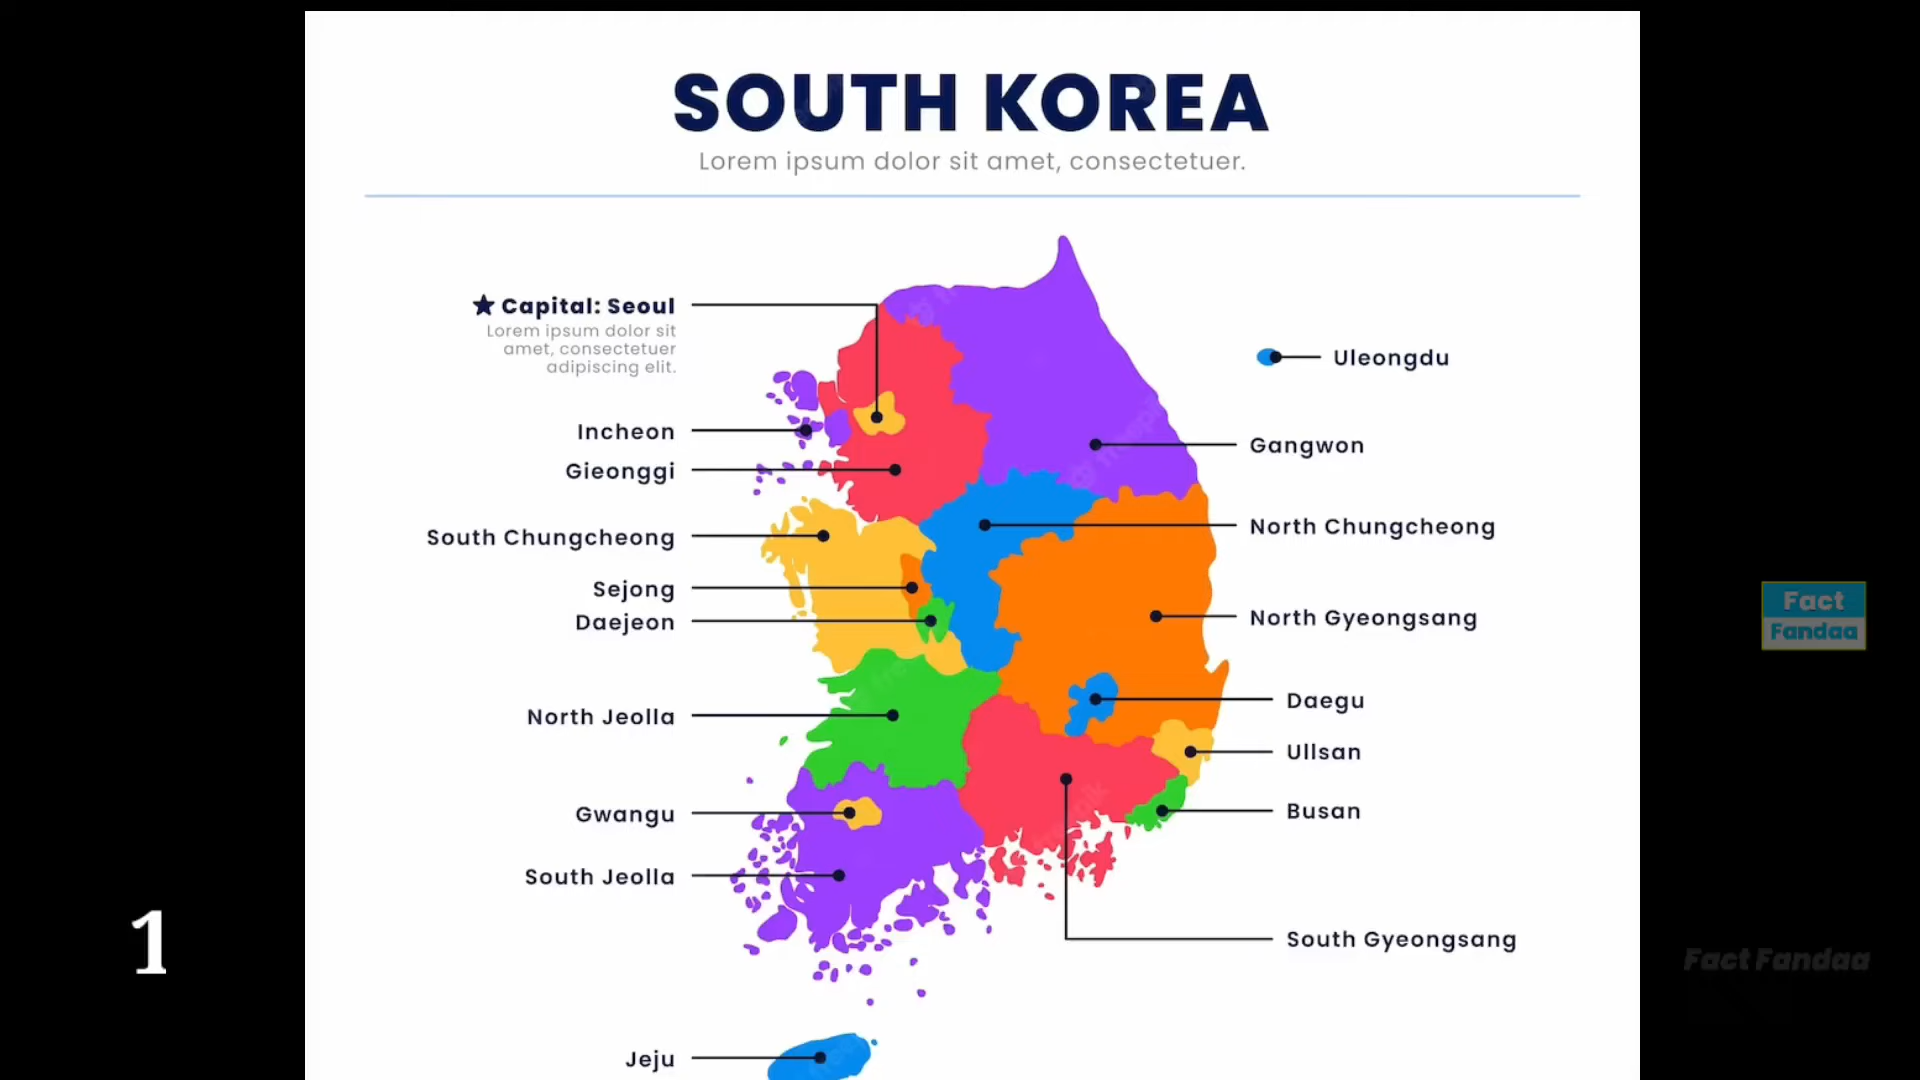 SOUTH KOREA
Lorem ipsum dolor sit amet, consectetuer.
Capital: Seoul
Lorem ipsum dolor sit
amet, consectetuer
adipiscing elit.
Uleongdu
Incheon
Gangwon
Gieonggi
South Chungcheong
North Chungcheong
Sejong
Daejeon
North Gyeongsang
Daegu
North Jeolla
Ullsan
Gwangu
Busan
South Jeolla
South Gyeongsang
Jeju
1
Fact
Fandaa
Fact Fandaa